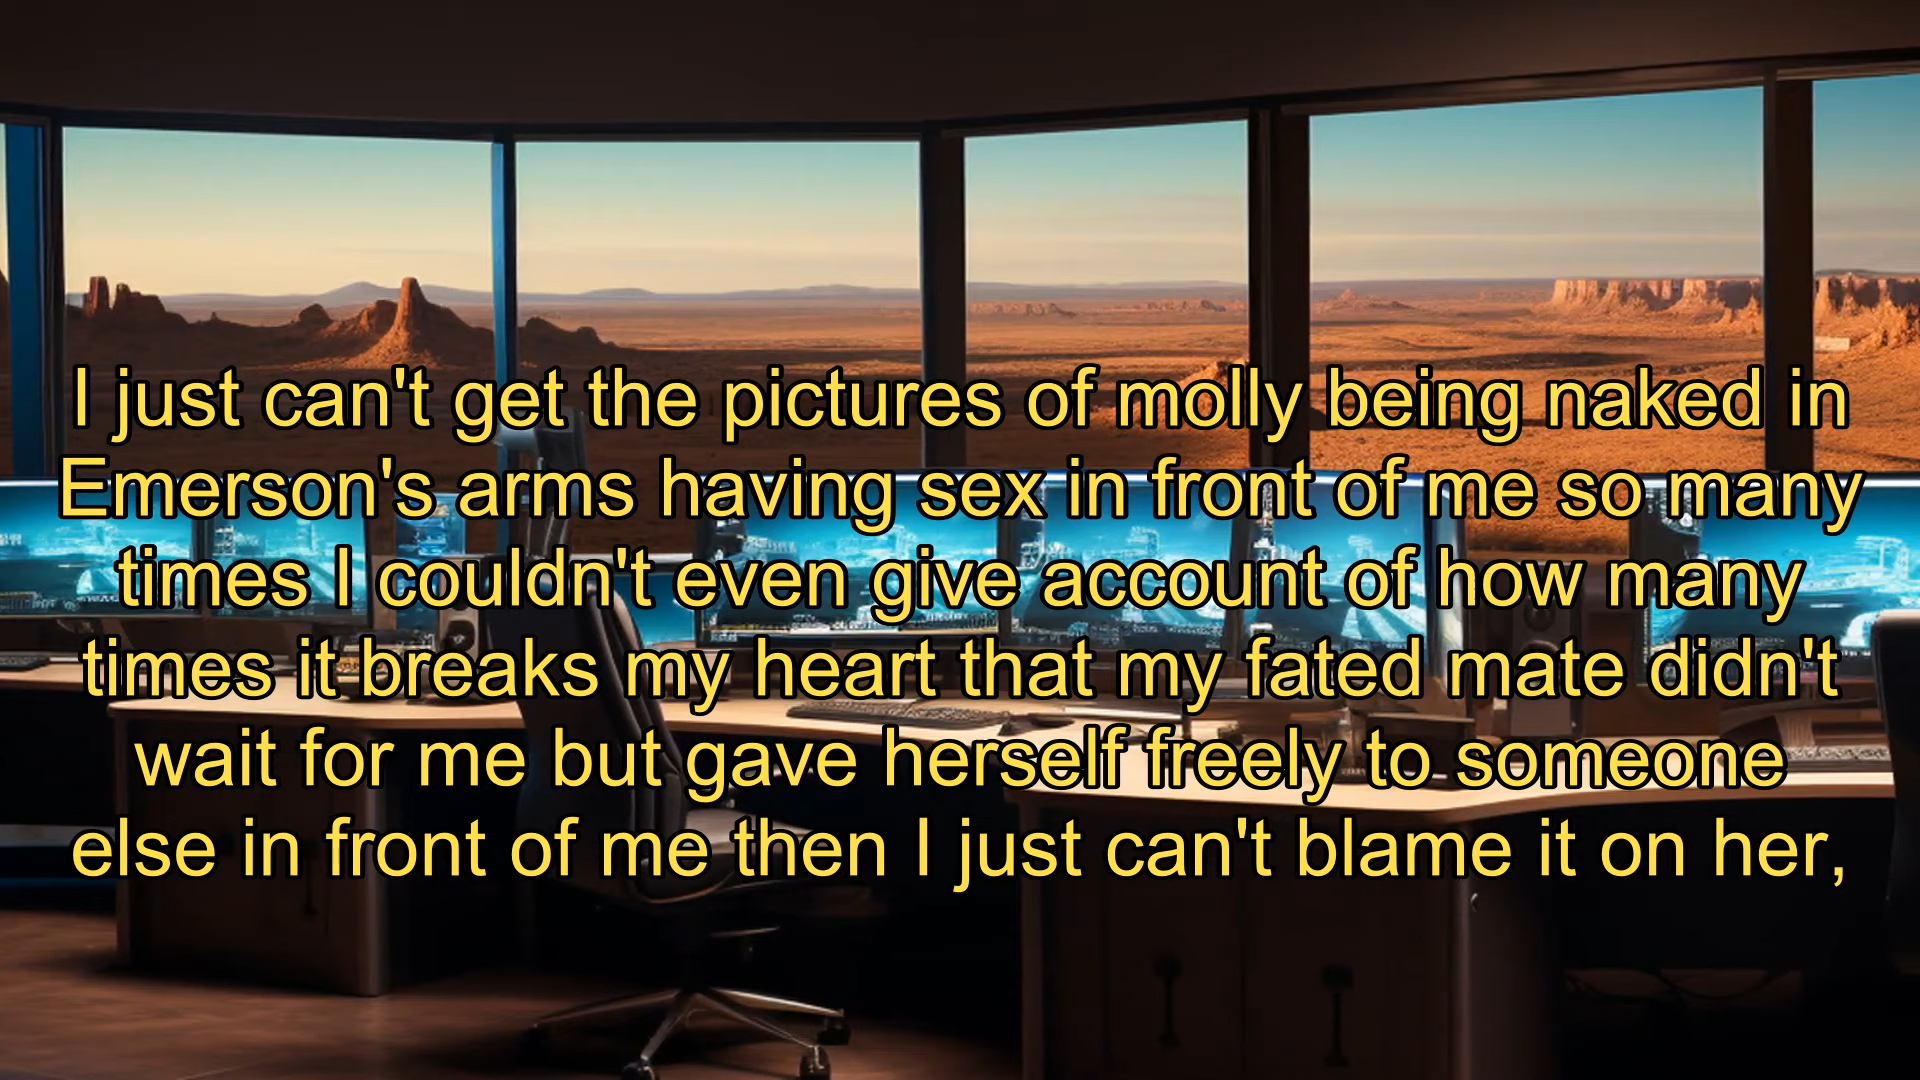 I just can't get the pictures of molly being naked in
Emerson's arms having sex in front of me so many
times I couldn't even give account of how many
times it breaks my heart that my fated mate didn't
wait for me but gave herself freely to someone
else in front of me then I just can't blame it on her,